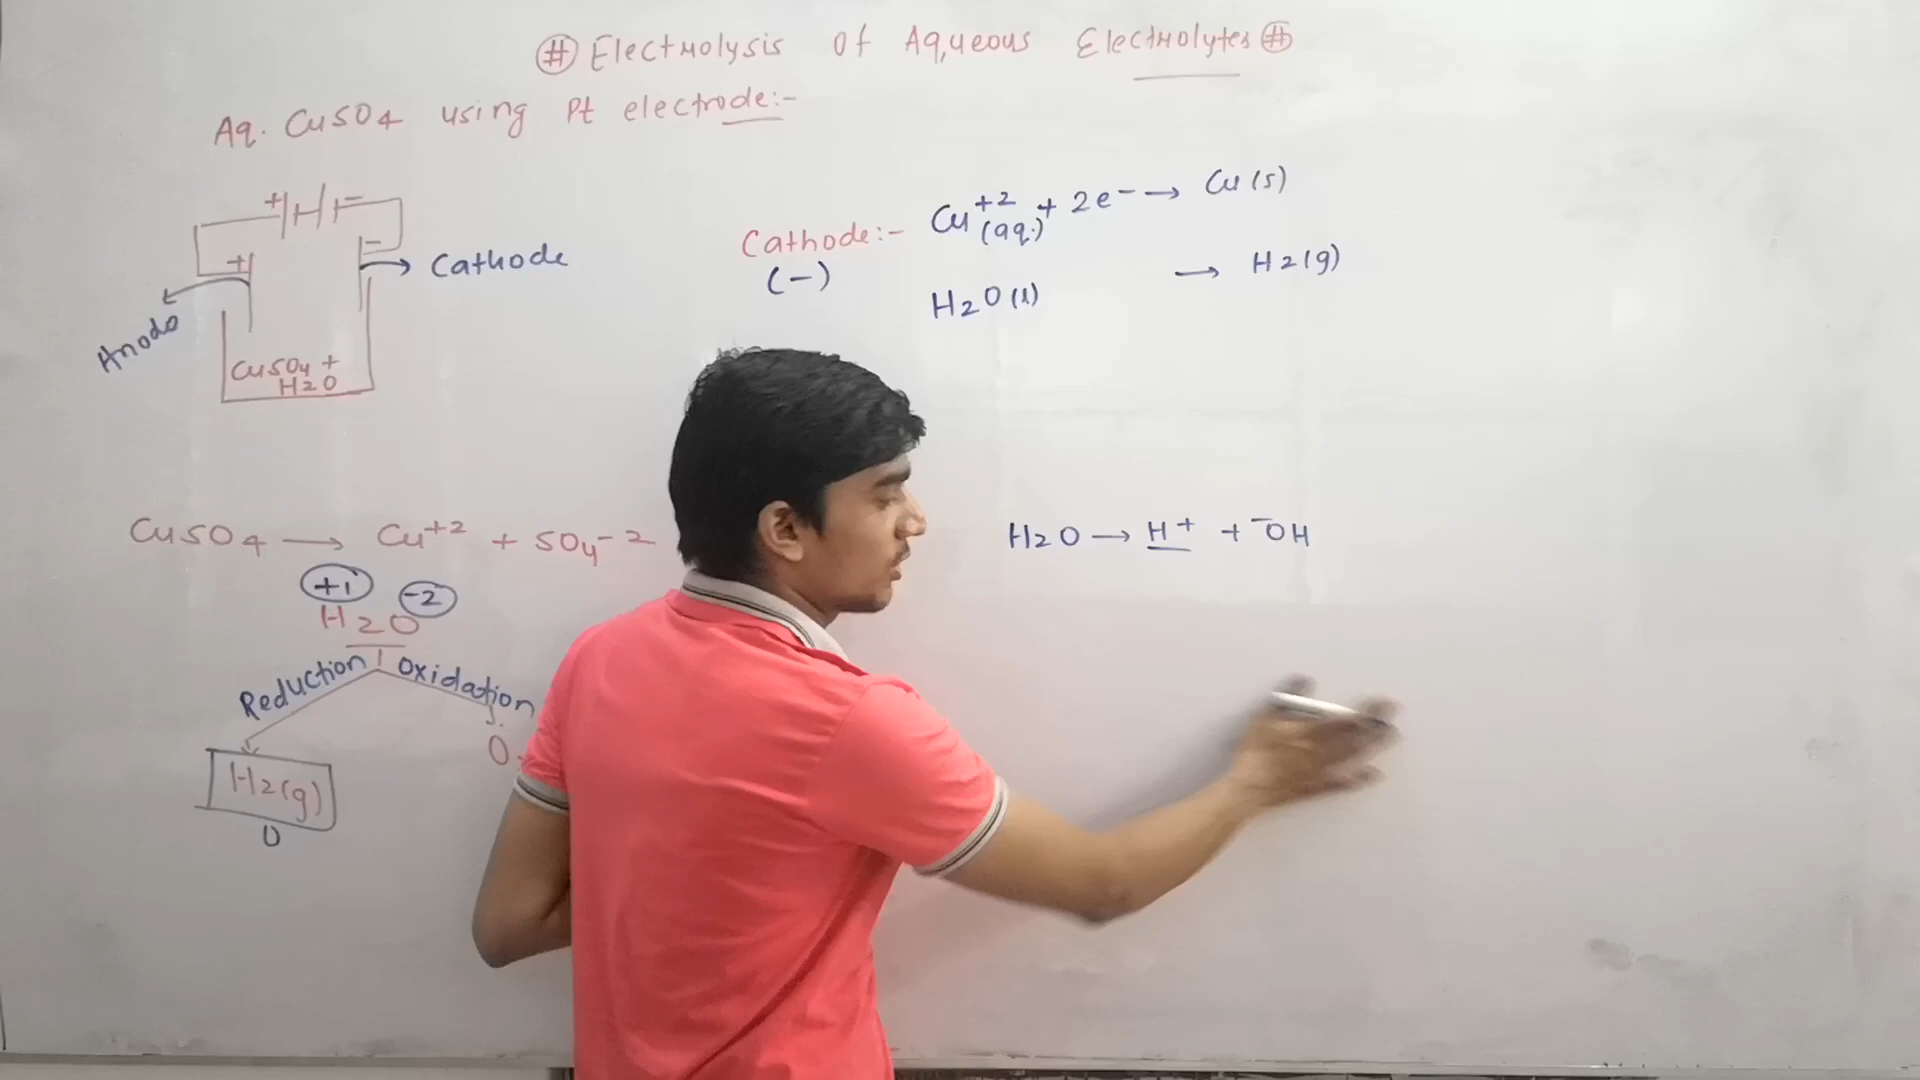 # Electrolysis Of Aqueous Electrolytes #
Aq. CuSO4 using Pt electrode:-
+ -
+ -
Cathode
Anode
CuSO4 +
H2O
Cathode:- Cu+2(aq.) + 2e- → Cu(s)
(-)
H2O(l) → H2(g)
CuSO4 → Cu+2 + SO4-2
H2O → H+ + -OH
+1 -2
H2O
Reduction Oxidation
H2(g)
0